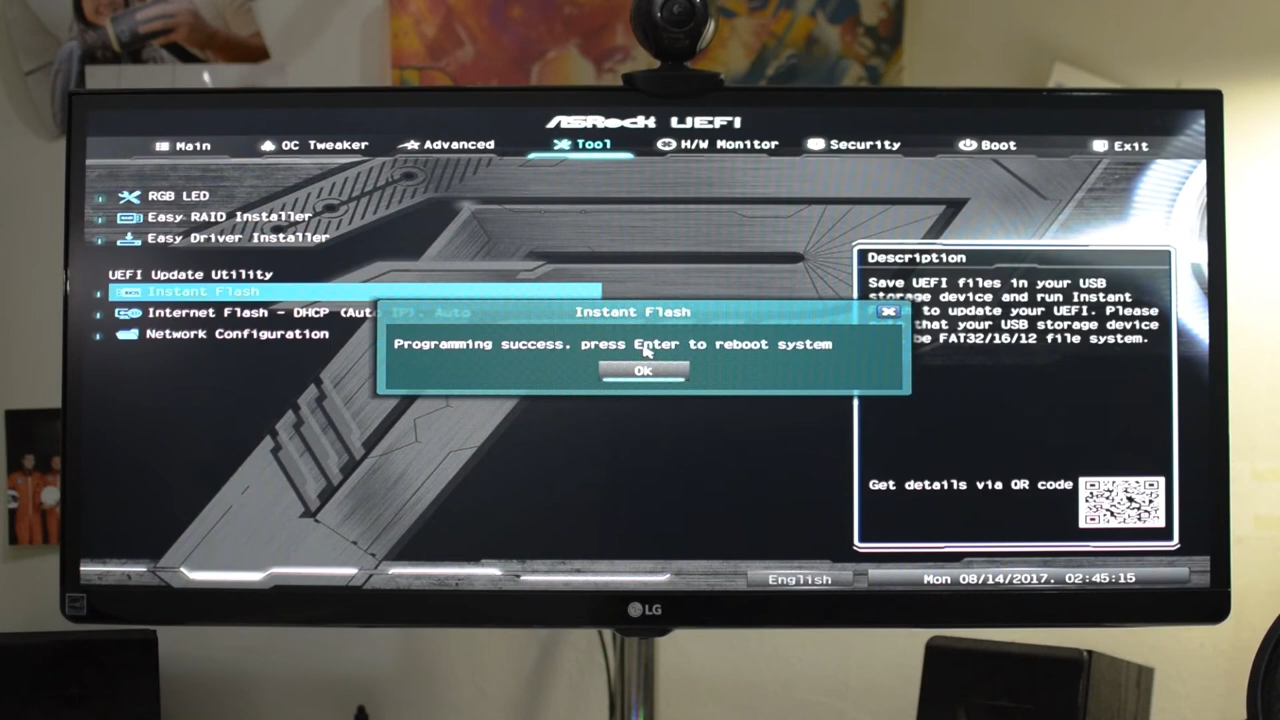 ASRock UEFI
Main
OC Tweaker
Advanced
Tool
H/W Monitor
Security
Boot
Exit
RGB LED
Easy RAID Installer
Easy Driver Installer
UEFI Update Utility
Instant Flash
Internet Flash - DHCP (Auto IP). Auto
Network Configuration
Instant Flash
Programming success. press Enter to reboot system
Ok
Description
Save UEFI files in your USB
storage device and run Instant
to update your UEFI. Please
that your USB storage device
be FAT32/16/12 file system.
Get details via QR code
English
Mon 08/14/2017. 02:45:15
LG